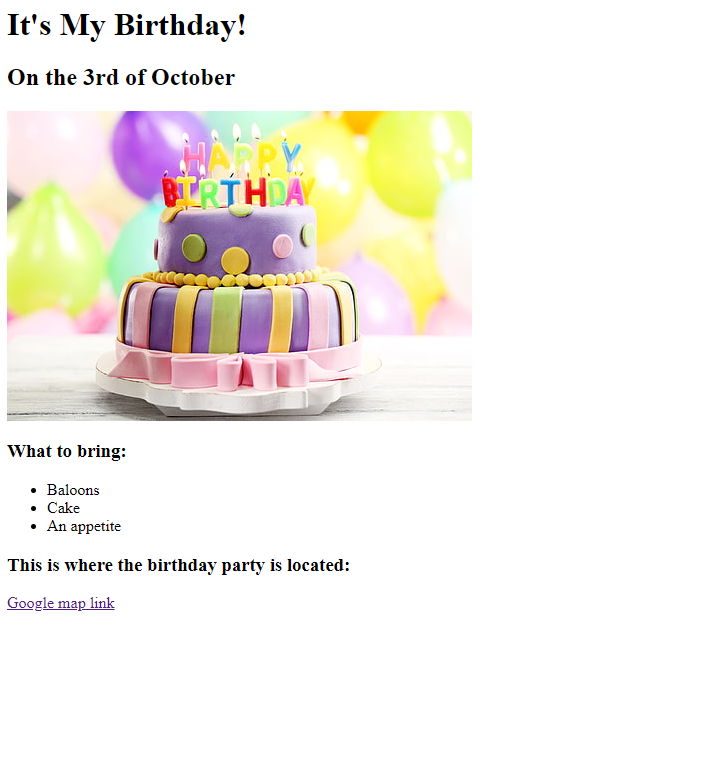 It's My Birthday!
On the 3rd of October
HAPPY
BIRTHDAY
What to bring:
Baloons
Cake
An appetite
This is where the birthday party is located:
Google map link